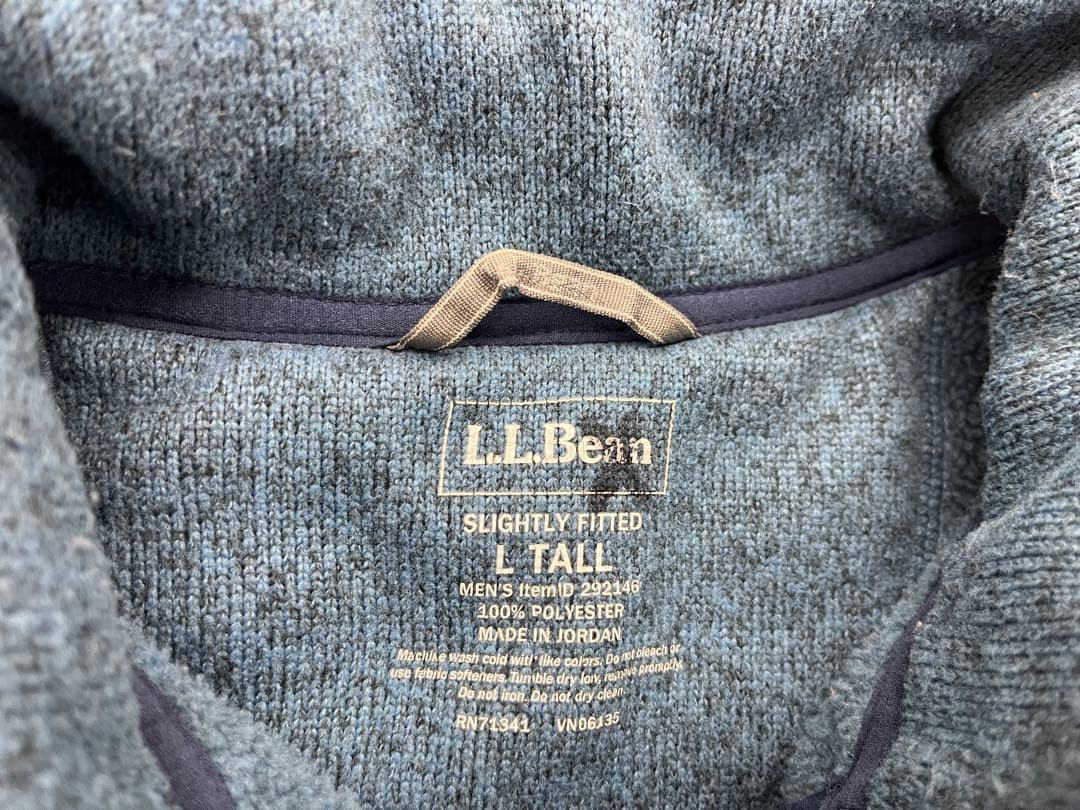 L.L.Bean
SLIGHTLY FITTED
L TALL
MEN'S ItemID 292146
100% POLYESTER
MADE IN JORDAN
Machine wash cold with like colors. Do not bleach or
use fabric softeners. Tumble dry low, remove promptly.
Do not iron. Do not dry clean.
RN71341 VN06135